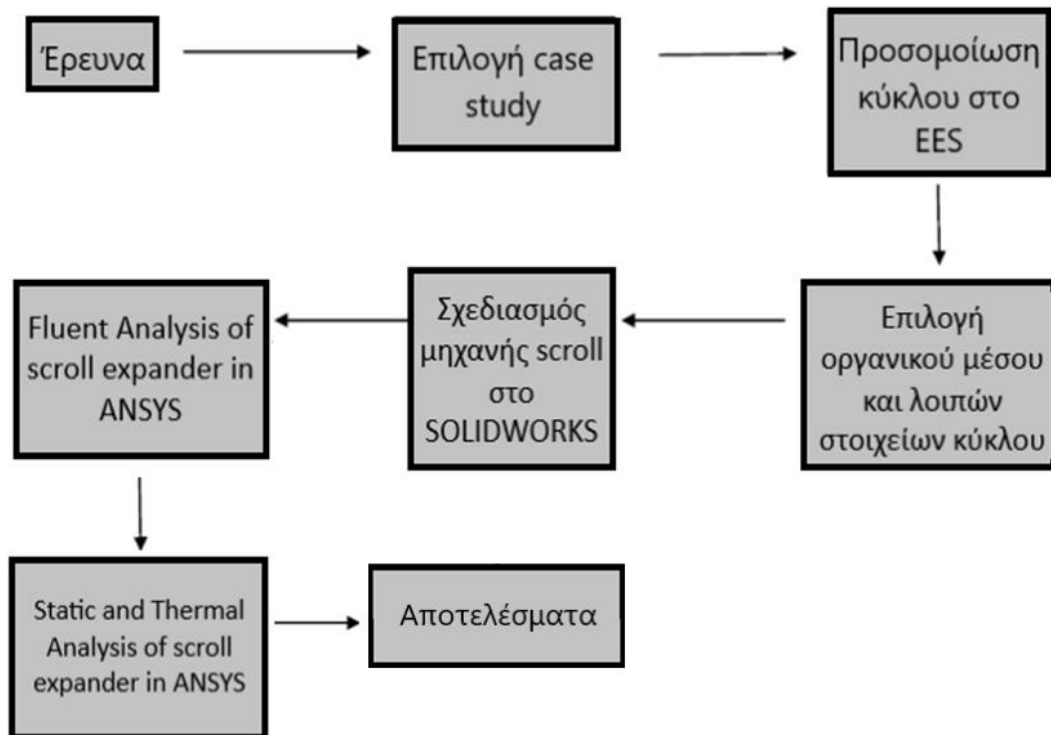 Έρευνα
Επιλογή case
study
Προσομοίωση
κύκλου στο
EES
Επιλογή
οργανικού μέσου
και λοιπών
στοιχείων κύκλου
Σχεδιασμός
μηχανής scroll
στο
SOLIDWORKS
Fluent Analysis of
scroll expander in
ANSYS
Static and Thermal
Analysis of scroll
expander in ANSYS
Αποτελέσματα